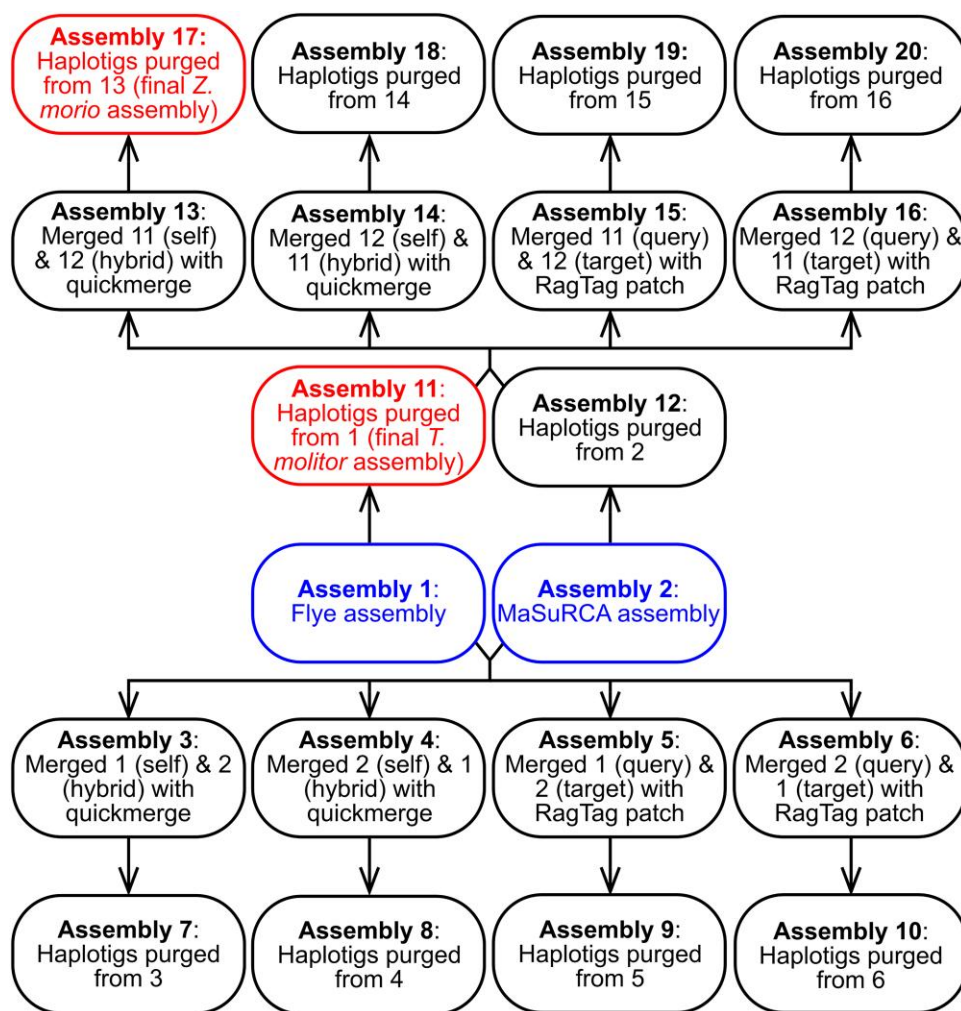 Assembly 17:
Haplotigs purged
from 13 (final Z.
morio assembly)
Assembly 18:
Haplotigs purged
from 14
Assembly 19:
Haplotigs purged
from 15
Assembly 20:
Haplotigs purged
from 16
Assembly 13:
Merged 11 (self)
& 12 (hybrid) with
quickmerge
Assembly 14:
Merged 12 (self) &
11 (hybrid) with
quickmerge
Assembly 15:
Merged 11 (query)
& 12 (target) with
RagTag patch
Assembly 16:
Merged 12 (query) &
11 (target) with
RagTag patch
Assembly 11:
Haplotigs purged
from 1 (final T.
molitor assembly)
Assembly 12:
Haplotigs purged
from 2
Assembly 1:
Flye assembly
Assembly 2:
MaSuRCA assembly
Assembly 3:
Merged 1 (self) & 2
(hybrid) with
quickmerge
Assembly 4:
Merged 2 (self) & 1
(hybrid) with
quickmerge
Assembly 5:
Merged 1 (query) &
2 (target) with
RagTag patch
Assembly 6:
Merged 2 (query) &
1 (target) with
RagTag patch
Assembly 7:
Haplotigs purged
from 3
Assembly 8:
Haplotigs purged
from 4
Assembly 9:
Haplotigs purged
from 5
Assembly 10:
Haplotigs purged
from 6